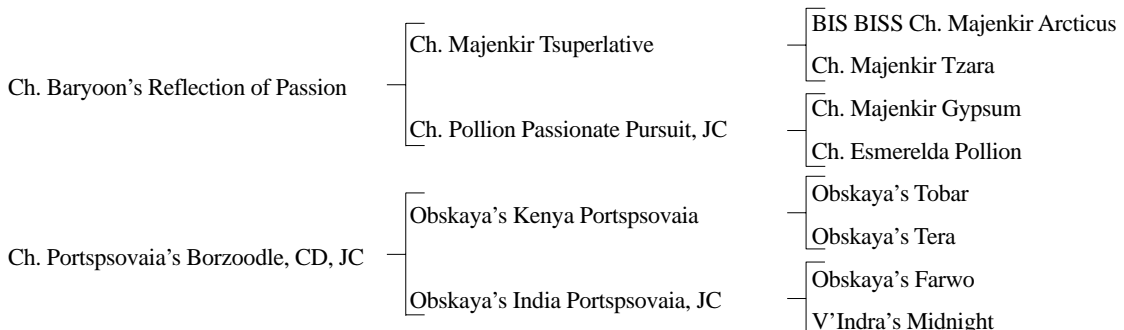 BIS BISS Ch. Majenkir Arcticus
Ch. Majenkir Tsuperlative
Ch. Majenkir Tzara
Ch. Baryoon’s Reflection of Passion
Ch. Majenkir Gypsum
Ch. Pollion Passionate Pursuit, JC
Ch. Esmerelda Pollion
Obskaya’s Tobar
Obskaya’s Kenya Portspsovaia
Obskaya’s Tera
Ch. Portspsovaia’s Borzoodle, CD, JC
Obskaya’s Farwo
Obskaya’s India Portspsovaia, JC
V’Indra’s Midnight